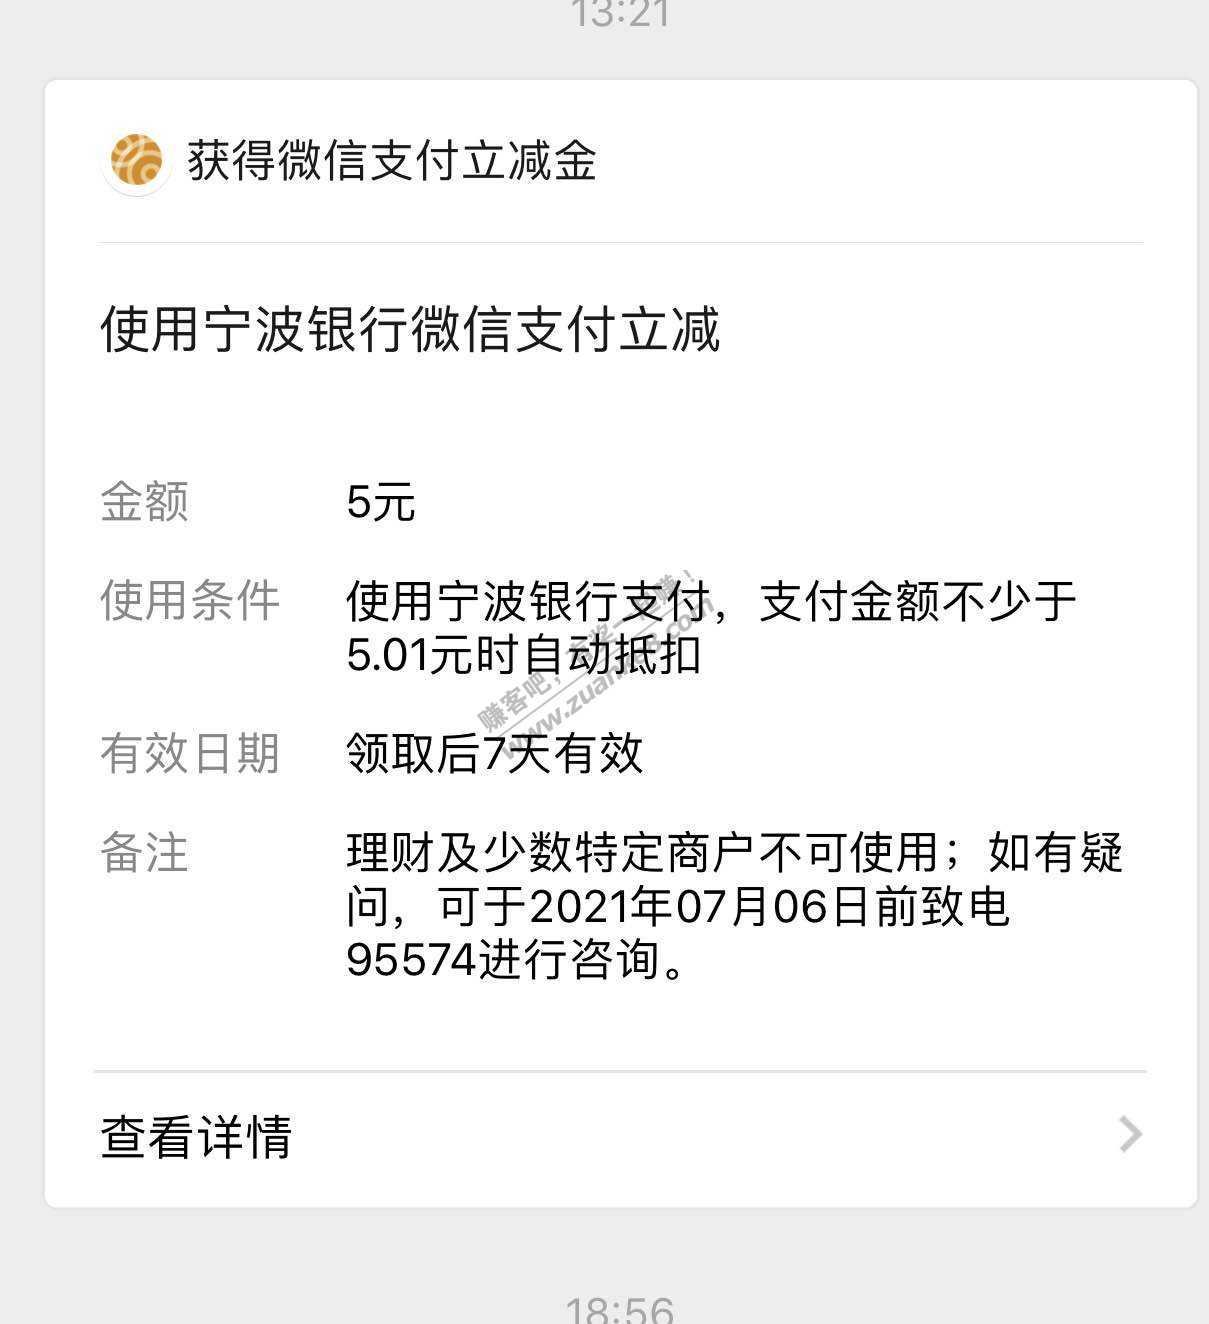 13:21
获得微信支付立减金
使用宁波银行微信支付立减
金额 5元
使用条件 使用宁波银行支付，支付金额不少于
5.01元时自动抵扣
赚客吧，有奖一起赚！
www.zuanke8.com
有效日期 领取后7天有效
备注 理财及少数特定商户不可使用；如有疑
问，可于2021年07月06日前致电
95574进行咨询。
查看详情
18:56